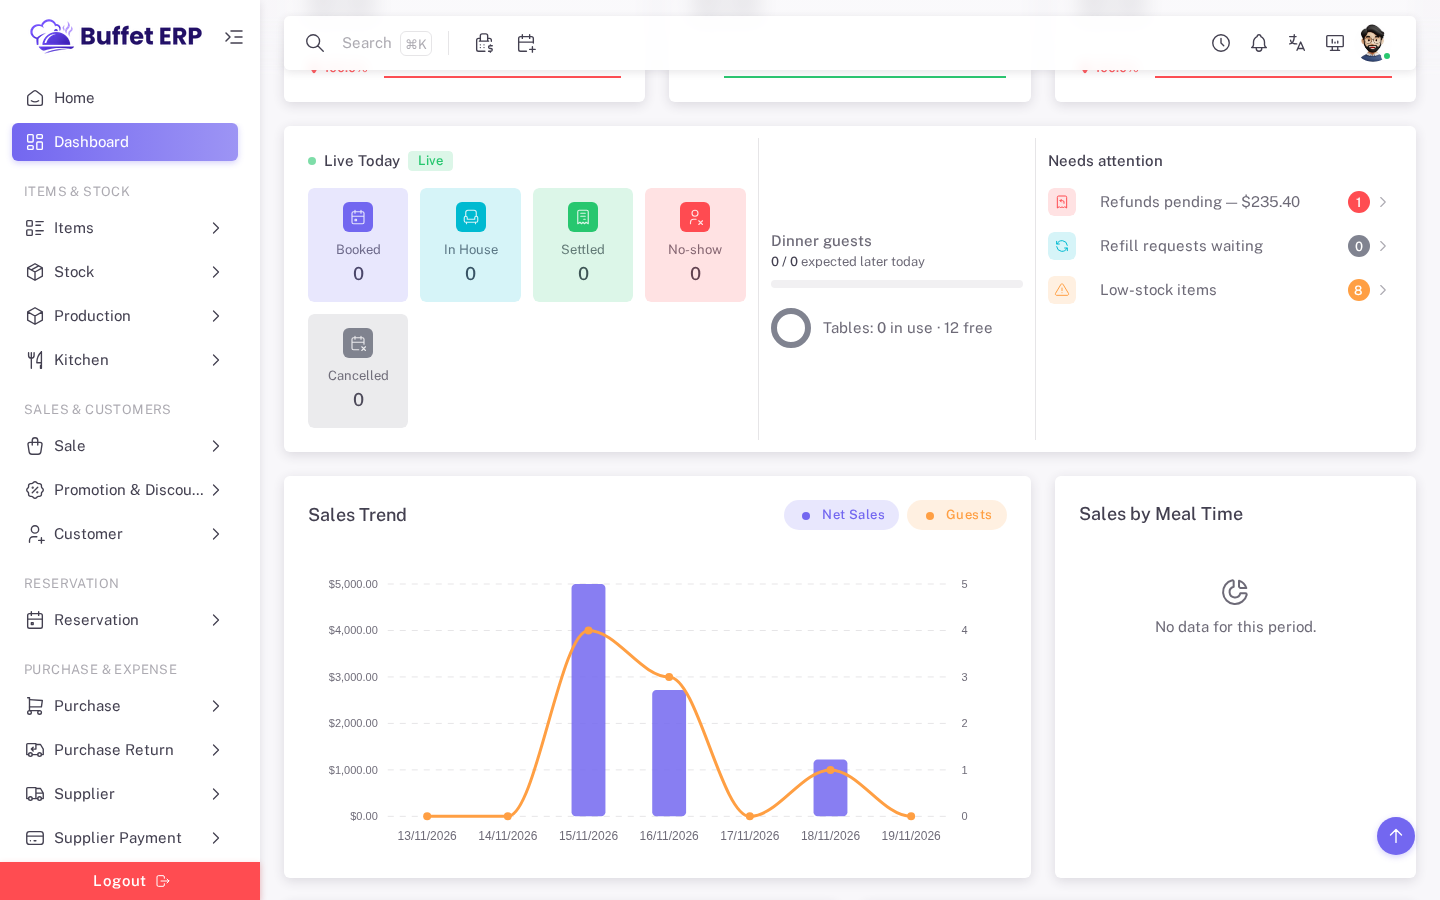 Buffet ERP
Search ⌘K
Home
Dashboard
ITEMS & STOCK
Items
Stock
Production
Kitchen
SALES & CUSTOMERS
Sale
Promotion & Discou...
Customer
RESERVATION
Reservation
PURCHASE & EXPENSE
Purchase
Purchase Return
Supplier
Supplier Payment
Logout
Live Today Live
Booked
0
In House
0
Settled
0
No-show
0
Cancelled
0
Dinner guests
0 / 0 expected later today
Tables: 0 in use · 12 free
Needs attention
Refunds pending — $235.40 1
Refill requests waiting 0
Low-stock items 8
Sales Trend
Net Sales
Guests
$5,000.00 5
$4,000.00 4
$3,000.00 3
$2,000.00 2
$1,000.00 1
$0.00 0
13/11/2026 14/11/2026 15/11/2026 16/11/2026 17/11/2026 18/11/2026 19/11/2026
Sales by Meal Time
No data for this period.